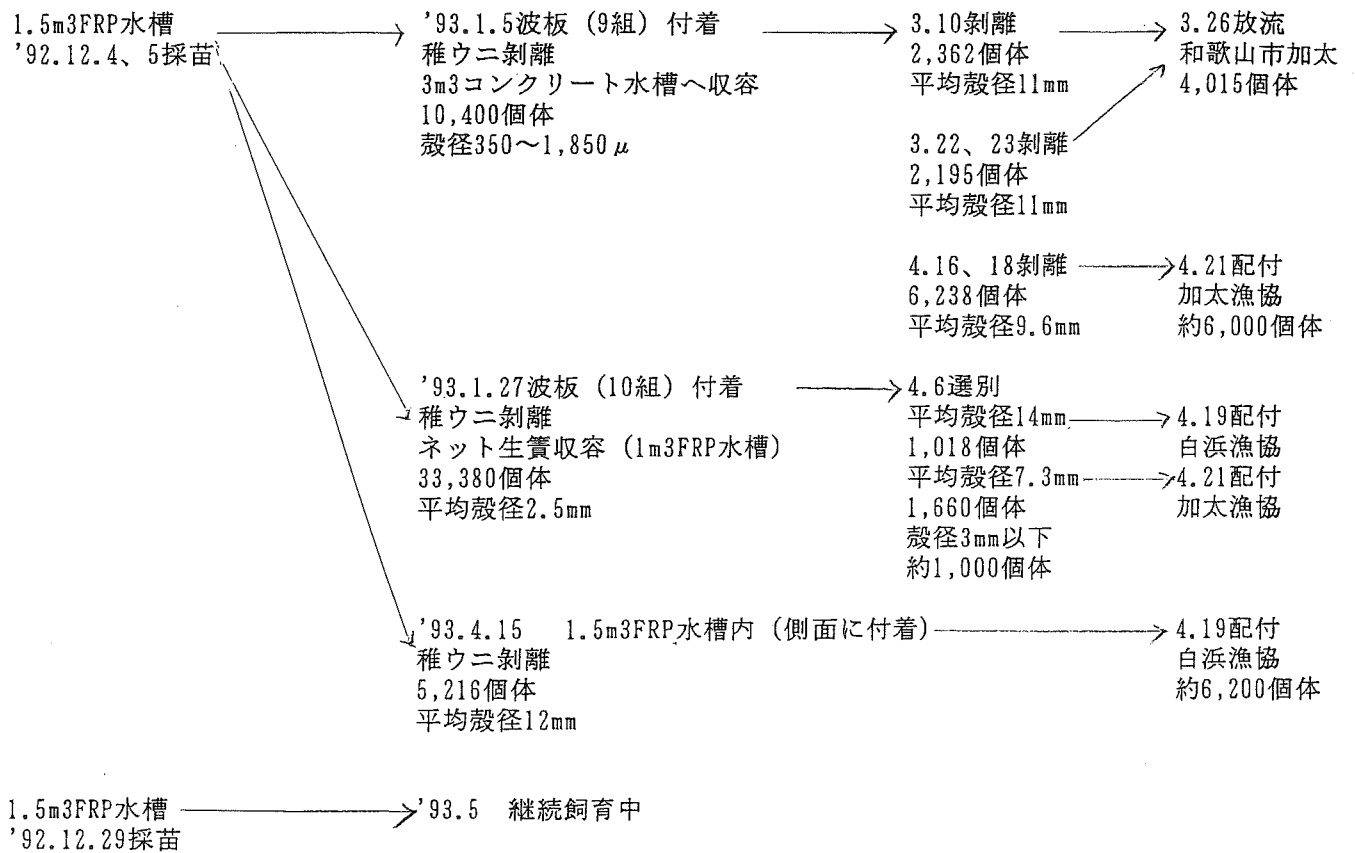 1.5m3FRP水槽
'92.12.4、5採苗
'93.1.5波板 (9組) 付着
稚ウニ剝離
3m3コンクリート水槽へ収容
10,400個体
殻径350～1,850μ
3.10剝離
2,362個体
平均殻径11mm
3.26放流
和歌山市加太
4,015個体
3.22、23剝離
2,195個体
平均殻径11mm
4.16、18剝離
6,238個体
平均殻径9.6mm
4.21配付
加太漁協
約6,000個体
'93.1.27波板 (10組) 付着
稚ウニ剝離
ネット生簀収容 (1m3FRP水槽)
33,380個体
平均殻径2.5mm
4.6選別
平均殻径14mm
1,018個体
平均殻径7.3mm
1,660個体
殻径3mm以下
約1,000個体
4.19配付
白浜漁協
4.21配付
加太漁協
'93.4.15 1.5m3FRP水槽内 (側面に付着)
稚ウニ剝離
5,216個体
平均殻径12mm
4.19配付
白浜漁協
約6,200個体
1.5m3FRP水槽
'92.12.29採苗
'93.5 継続飼育中